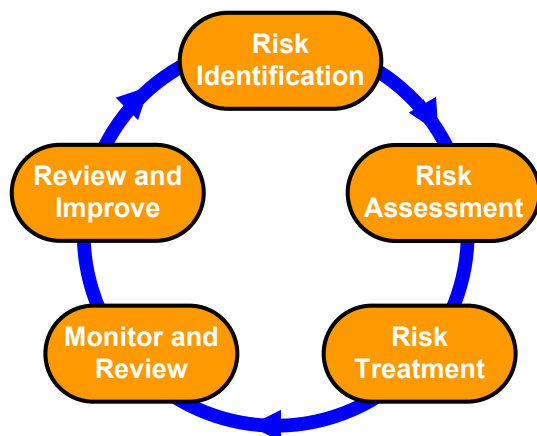 Risk
Identification
Risk
Assessment
Risk
Treatment
Monitor and
Review
Review and
Improve